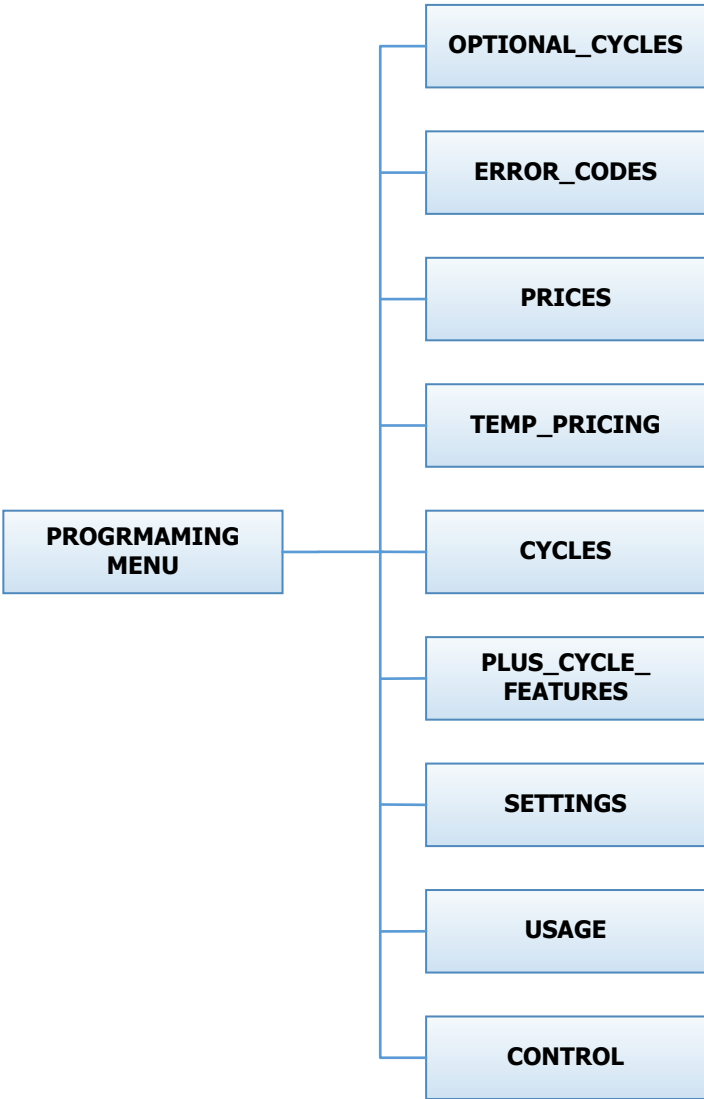 OPTIONAL_CYCLES
ERROR_CODES
PRICES
TEMP_PRICING
PROGRMAMING
MENU
CYCLES
PLUS_CYCLE_
FEATURES
SETTINGS
USAGE
CONTROL